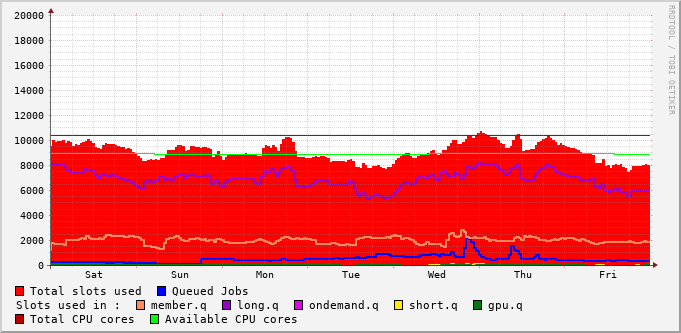 20000
18000
16000
14000
12000
10000
8000
6000
4000
2000
0
Sat Sun Mon Tue Wed Thu Fri
Total slots used Queued Jobs
Slots used in : member.q long.q ondemand.q short.q gpu.q
Total CPU cores Available CPU cores
RRDTOOL / TOBI OETIKER